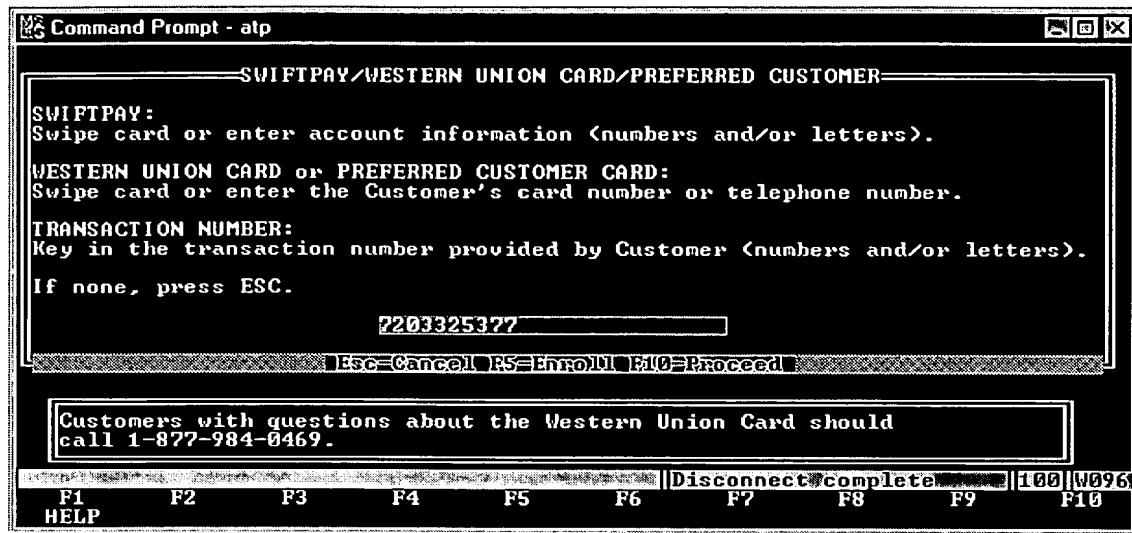 Command Prompt - atp
SWIFTPAY/WESTERN UNION CARD/PREFERRED CUSTOMER
SWIFTPAY:
Swipe card or enter account information (numbers and/or letters).
WESTERN UNION CARD or PREFERRED CUSTOMER CARD:
Swipe card or enter the Customer's card number or telephone number.
TRANSACTION NUMBER:
Key in the transaction number provided by Customer (numbers and/or letters).
If none, press ESC.
7203325377
Esc=Cancel F5=Enroll F10=Proceed
Customers with questions about the Western Union Card should
call 1-877-984-0469.
Disconnect complete 100 W096
F1 F2 F3 F4 F5 F6 F7 F8 F9 F10
HELP